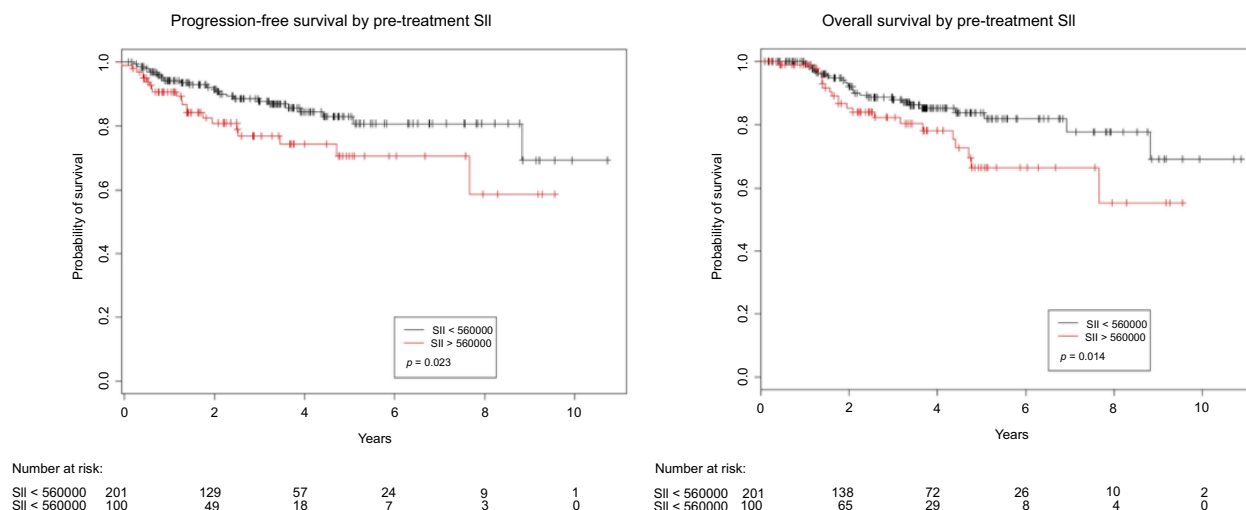 Progression-free survival by pre-treatment SII
Overall survival by pre-treatment SII
Probability of survival
1.0
0.8
0.6
0.4
0.2
0.0
SII < 560000
SII > 560000
p = 0.023
0 2 4 6 8 10
Years
Probability of survival
1.0
0.8
0.6
0.4
0.2
0.0
SII < 560000
SII > 560000
p = 0.014
0 2 4 6 8 10
Years
Number at risk:
SII < 560000 201 129 57 24 9 1
SII < 560000 100 49 18 7 3 0
Number at risk:
SII < 560000 201 138 72 26 10 2
SII < 560000 100 65 29 8 4 0